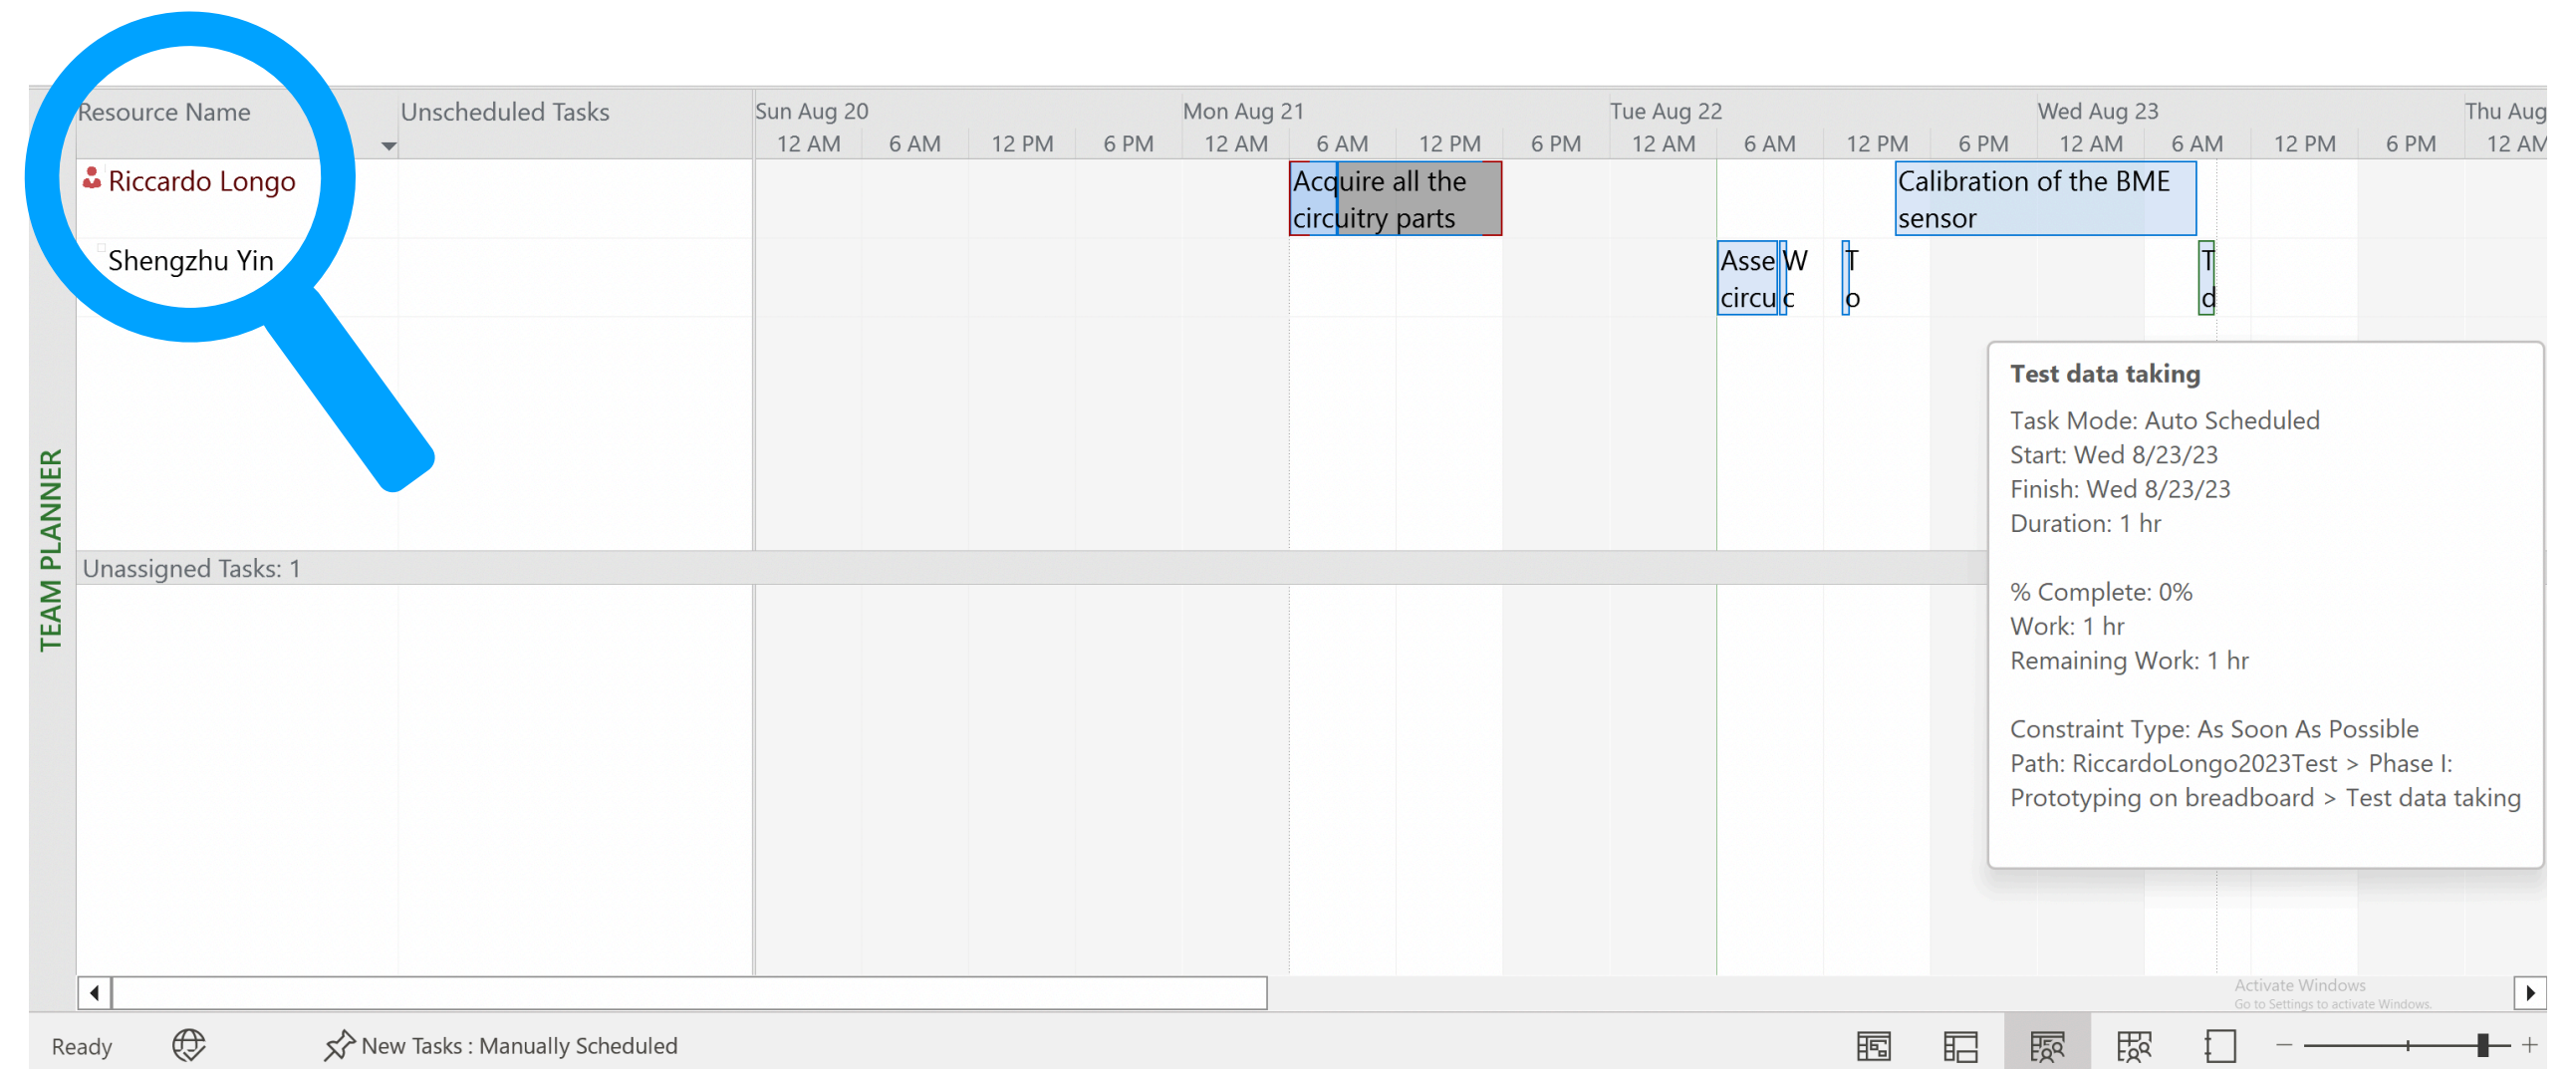 Resource Name
Unscheduled Tasks
Sun Aug 20
Mon Aug 21
Tue Aug 22
Wed Aug 23
Thu Aug
12 AM 6 AM 12 PM 6 PM 12 AM 6 AM 12 PM 6 PM 12 AM 6 AM 12 PM 6 PM 12 AM 6 AM 12 PM 6 PM 12 AM
Riccardo Longo
Acquire all the
circuitry parts
Calibration of the BME
sensor
Shengzhu Yin
Asse W T T
circu c o d
Test data taking
Task Mode: Auto Scheduled
Start: Wed 8/23/23
Finish: Wed 8/23/23
Duration: 1 hr
% Complete: 0%
Work: 1 hr
Remaining Work: 1 hr
Constraint Type: As Soon As Possible
Path: RiccardoLongo2023Test > Phase I:
Prototyping on breadboard > Test data taking
TEAM PLANNER
Unassigned Tasks: 1
Activate Windows
Go to Settings to activate Windows.
Ready
New Tasks : Manually Scheduled